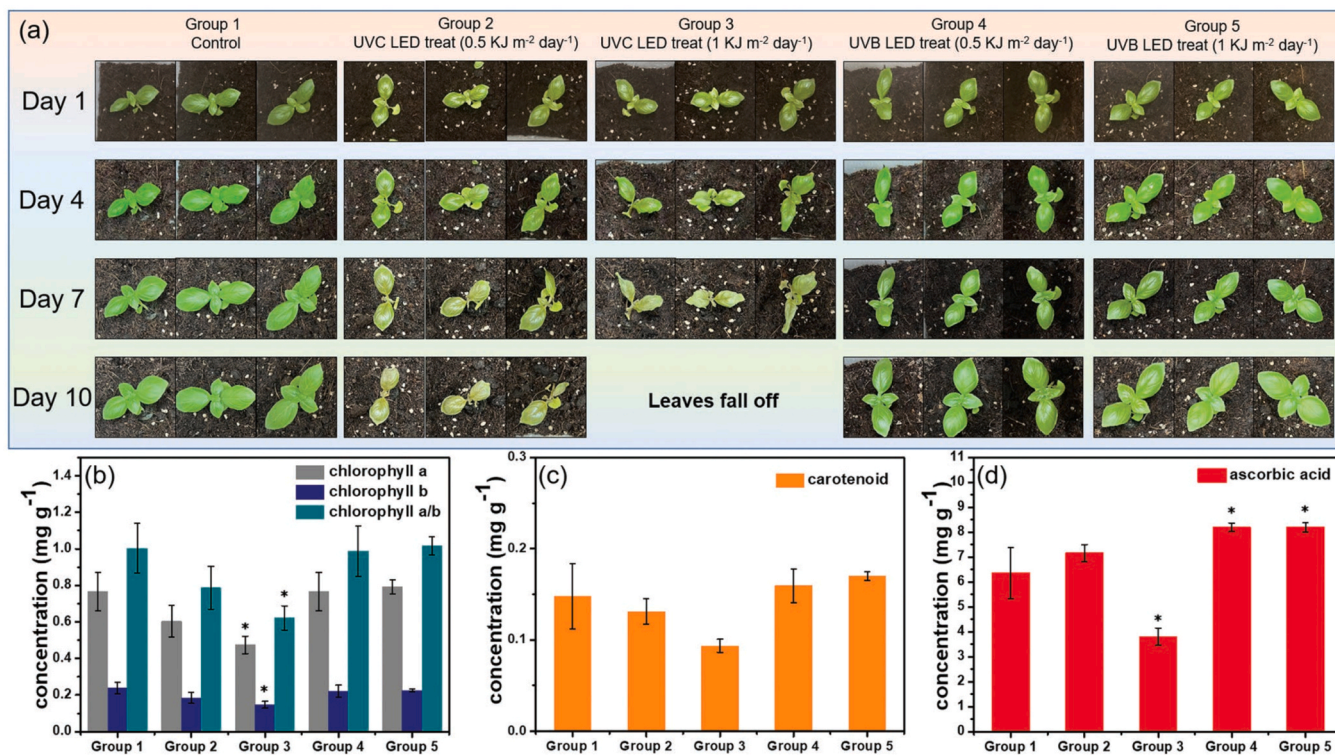 (a)
Group 1
Control
Group 2
UVC LED treat (0.5 KJ m⁻² day⁻¹)
Group 3
UVC LED treat (1 KJ m⁻² day⁻¹)
Group 4
UVB LED treat (0.5 KJ m⁻² day⁻¹)
Group 5
UVB LED treat (1 KJ m⁻² day⁻¹)
Day 1
Day 4
Day 7
Day 10
Leaves fall off
(b)
chlorophyll a
chlorophyll b
chlorophyll a/b
concentration (mg g⁻¹)
1.4
1.2
1.0
0.8
0.6
0.4
0.2
0.0
* * *
Group 1 Group 2 Group 3 Group 4 Group 5
(c)
carotenoid
concentration (mg g⁻¹)
0.3
0.2
0.1
0.0
Group 1 Group 2 Group 3 Group 4 Group 5
(d)
ascorbic acid
concentration (mg g⁻¹)
11
10
9
8
7
6
5
4
3
2
1
0
* * *
Group 1 Group 2 Group 3 Group 4 Group 5